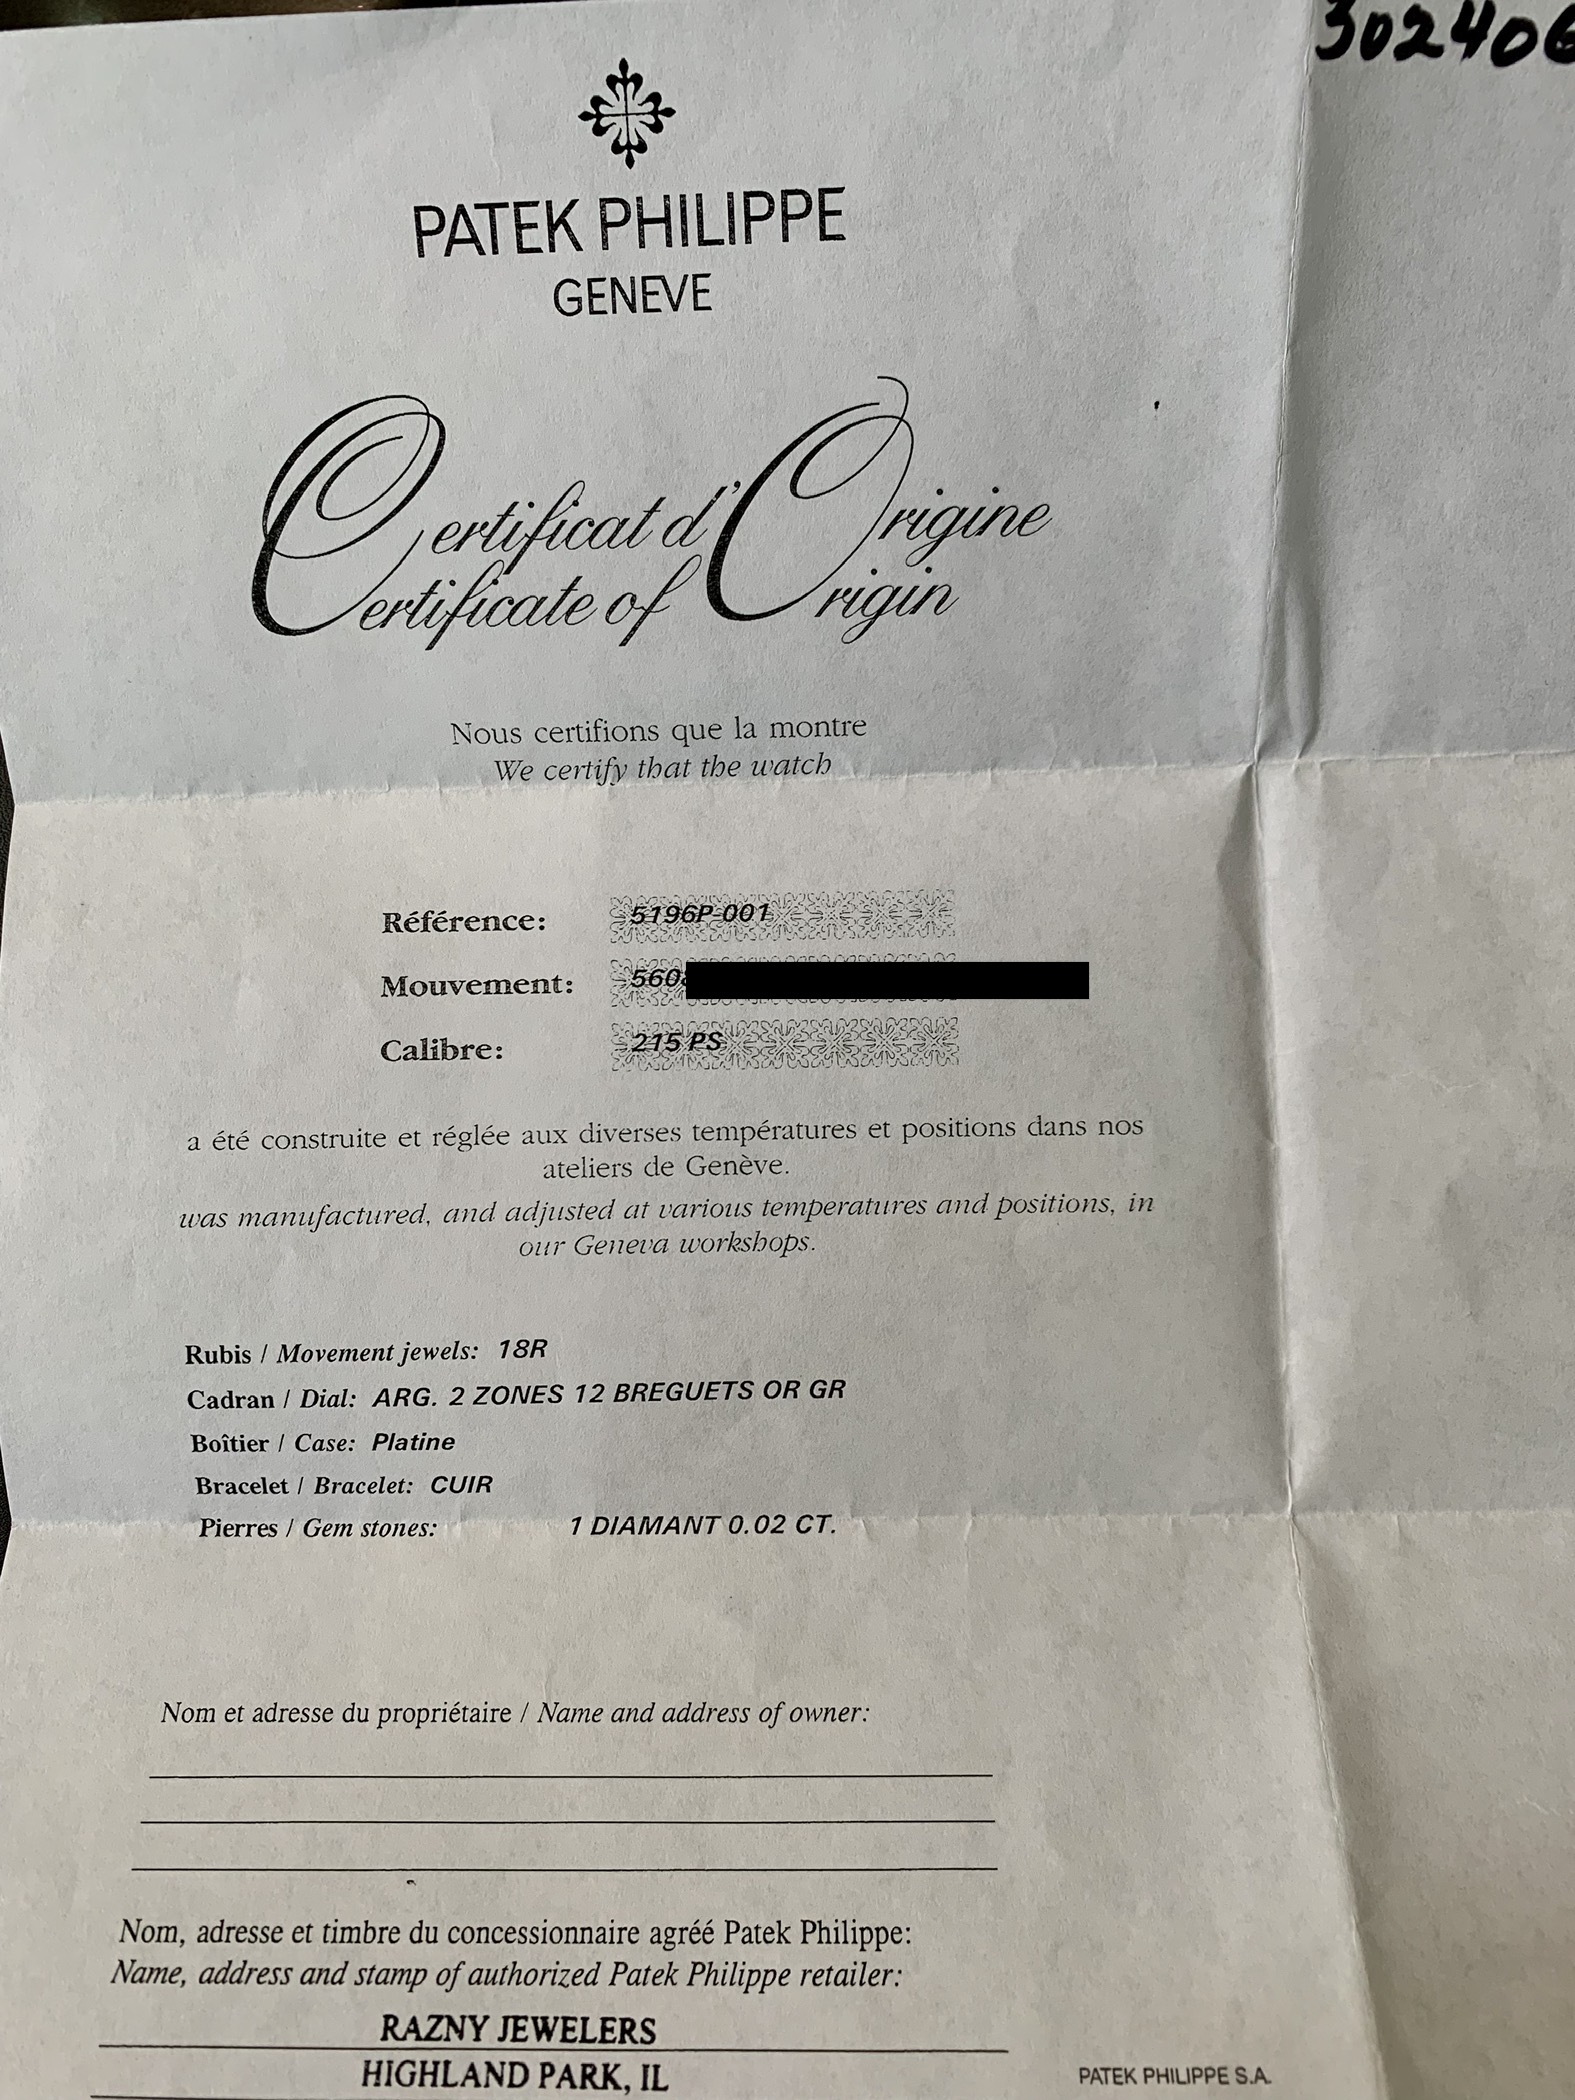 302406
PATEK PHILIPPE
GENEVE
Certificat d'Origine
Certificate of Origin
Nous certifions que la montre
We certify that the watch
Référence: 5196P-001
Mouvement: 560
Calibre: 215 PS
a été construite et réglée aux diverses températures et positions dans nos
ateliers de Genève.
was manufactured, and adjusted at various temperatures and positions, in
our Geneva workshops.
Rubis / Movement jewels: 18R
Cadran / Dial: ARG. 2 ZONES 12 BREGUETS OR GR
Boîtier / Case: Platine
Bracelet / Bracelet: CUIR
Pierres / Gem stones: 1 DIAMANT 0.02 CT.
Nom et adresse du propriétaire / Name and address of owner:
Nom, adresse et timbre du concessionnaire agréé Patek Philippe:
Name, address and stamp of authorized Patek Philippe retailer:
RAZNY JEWELERS
HIGHLAND PARK, IL
PATEK PHILIPPE S.A.